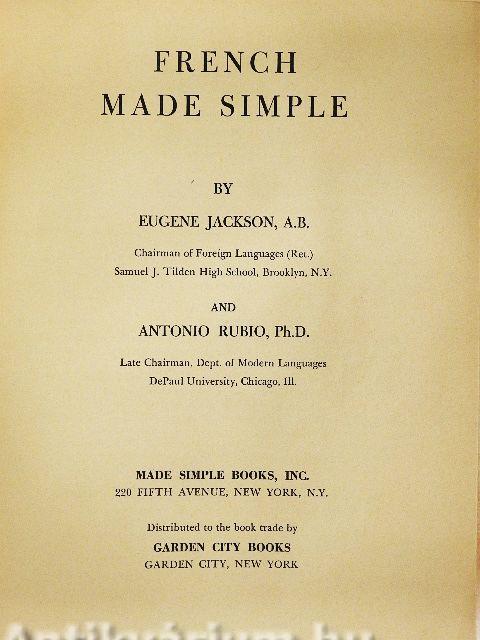 FRENCH
MADE SIMPLE
BY
EUGENE JACKSON, A.B.
Chairman of Foreign Languages (Ret.)
Samuel J. Tilden High School, Brooklyn, N.Y.
AND
ANTONIO RUBIO, Ph.D.
Late Chairman, Dept. of Modern Languages
DePaul University, Chicago, Ill.
MADE SIMPLE BOOKS, INC.
220 FIFTH AVENUE, NEW YORK, N.Y.
Distributed to the book trade by
GARDEN CITY BOOKS
GARDEN CITY, NEW YORK
Antikvárium.hu